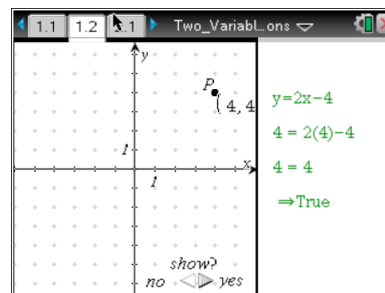 1.1 1.2 3.1 Two_Variabl...ons
y
P
(4, 4
y=2x-4
4 = 2(4)-4
1
x
4 = 4
1
⇒True
show?
no yes